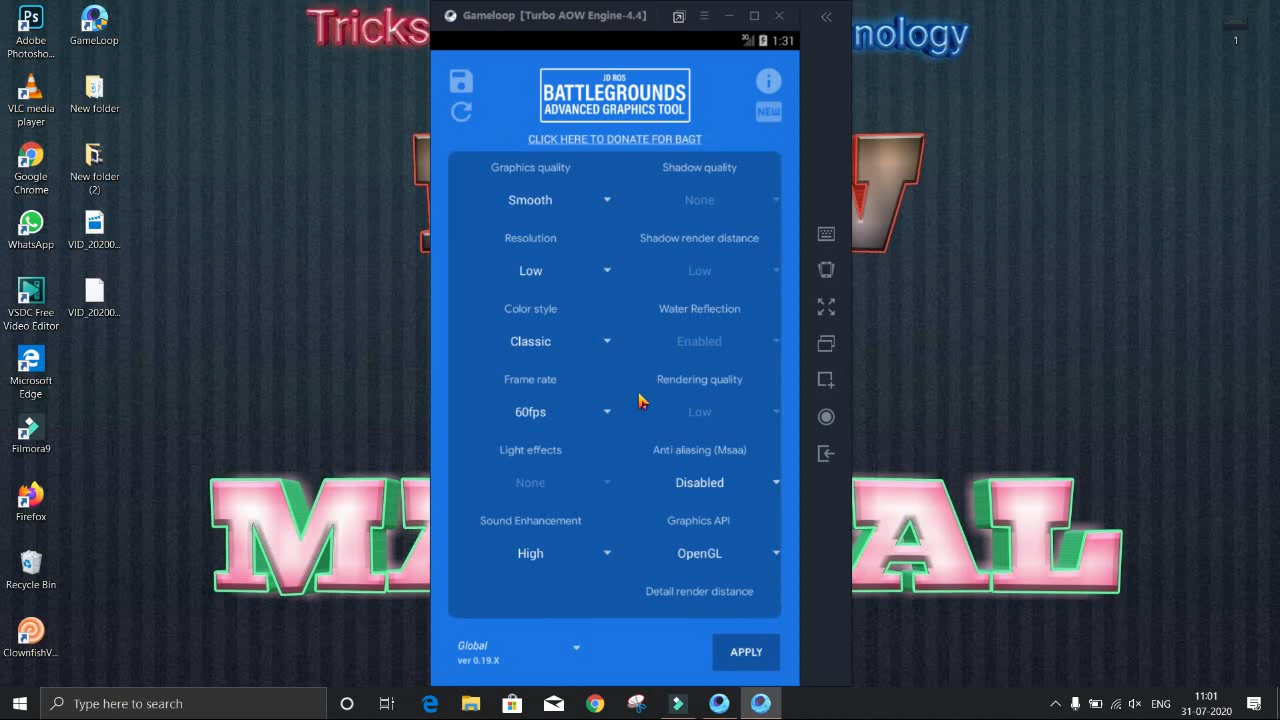 Adobe
Photosho...
GameLoop
VLC media
player
New folder
Google
Chrome
New folder
(2)
WhatsApp
VID_20200...
VSDC Free
Video Editor
VID_20200...
Microsoft
Edge
Filmora9
Firefox
Recycle Bin
ClownfishV...
Tricks
nology
1
Gameloop [Turbo AOW Engine-4.4]
3G
1:31
JD ROS
BATTLEGROUNDS
ADVANCED GRAPHICS TOOL
NEW
CLICK HERE TO DONATE FOR BAGT
Graphics quality
Shadow quality
Smooth
None
Resolution
Shadow render distance
Low
Low
Color style
Water Reflection
Classic
Enabled
Frame rate
Rendering quality
60fps
Low
Light effects
Anti aliasing (Msaa)
None
Disabled
Sound Enhancement
Graphics API
High
OpenGL
Detail render distance
Global
ver 0.19.X
APPLY
Type here to search
11:01
31-07-2020